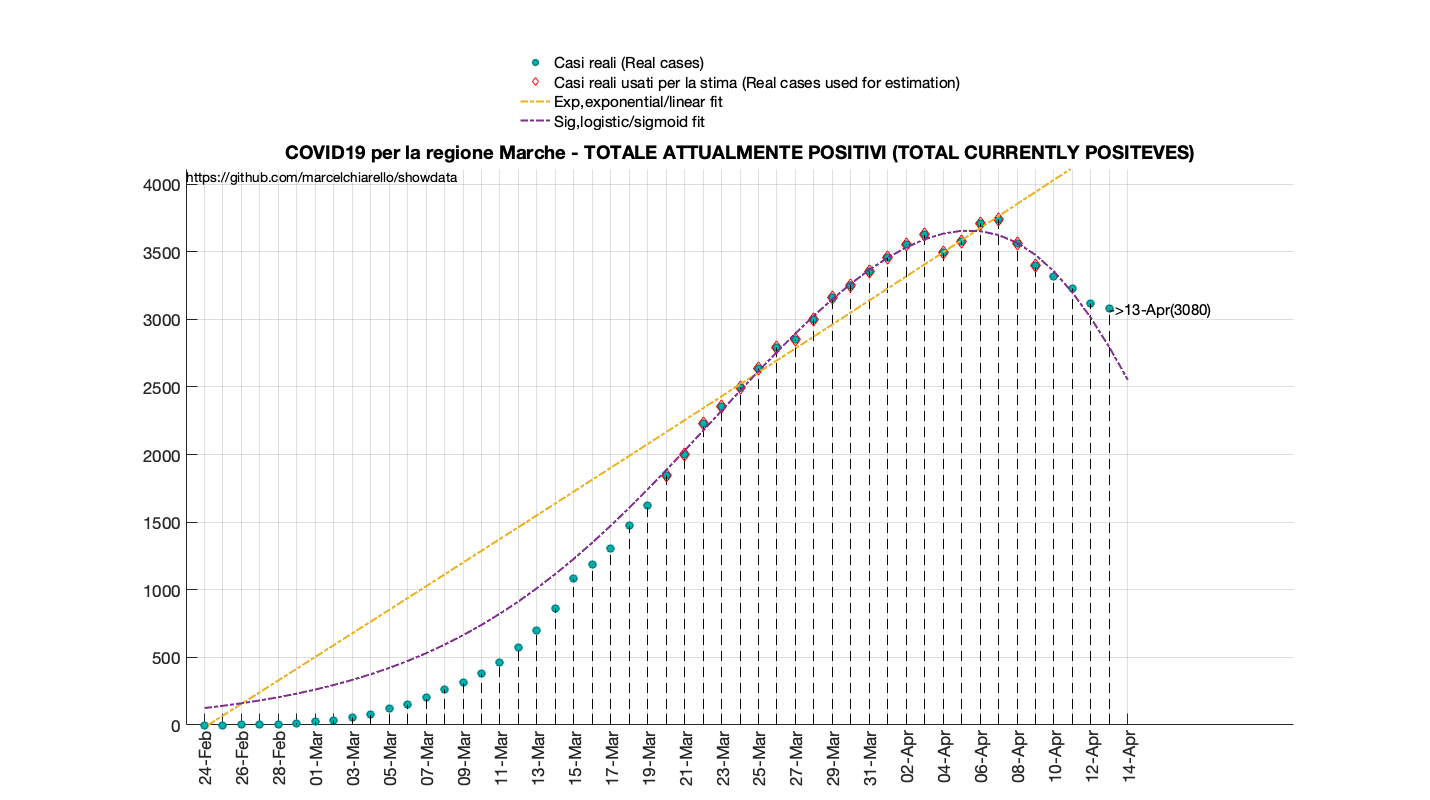 Casi reali (Real cases)
Casi reali usati per la stima (Real cases used for estimation)
Exp,exponential/linear fit
Sig,logistic/sigmoid fit
COVID19 per la regione Marche - TOTALE ATTUALMENTE POSITIVI (TOTAL CURRENTLY POSITEVES)
https://github.com/marcelchiarello/showdata
4000
3500
3000
2500
2000
1500
1000
500
0
->13-Apr(3080)
24-Feb
26-Feb
28-Feb
01-Mar
03-Mar
05-Mar
07-Mar
09-Mar
11-Mar
13-Mar
15-Mar
17-Mar
19-Mar
21-Mar
23-Mar
25-Mar
27-Mar
29-Mar
31-Mar
02-Apr
04-Apr
06-Apr
08-Apr
10-Apr
12-Apr
14-Apr